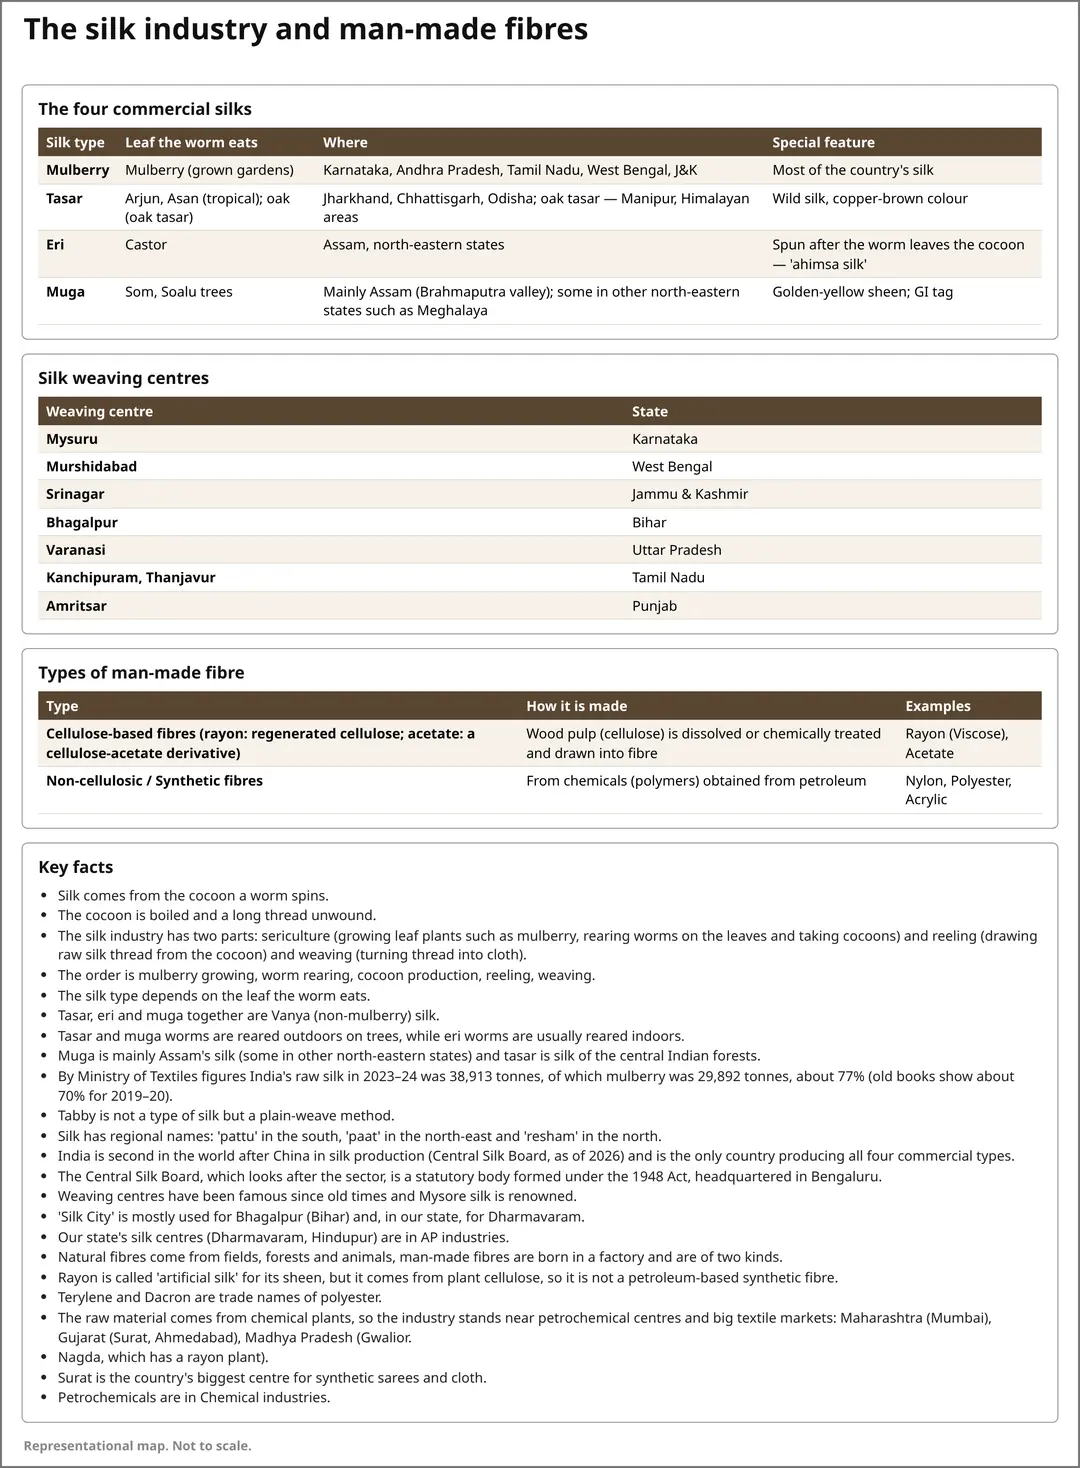 The silk industry and man-made fibres
The four commercial silks
Silk type Leaf the worm eats Where Special feature
Mulberry Mulberry (grown gardens) Karnataka, Andhra Pradesh, Tamil Nadu, West Bengal, J&K Most of the country's silk
Tasar Arjun, Asan (tropical); oak Jharkhand, Chhattisgarh, Odisha; oak tasar — Manipur, Himalayan Wild silk, copper-brown colour
(oak tasar) areas
Eri Castor Assam, north-eastern states Spun after the worm leaves the cocoon
— 'ahimsa silk'
Muga Som, Soalu trees Mainly Assam (Brahmaputra valley); some in other north-eastern Golden-yellow sheen; GI tag
states such as Meghalaya
Silk weaving centres
Weaving centre State
Mysuru Karnataka
Murshidabad West Bengal
Srinagar Jammu & Kashmir
Bhagalpur Bihar
Varanasi Uttar Pradesh
Kanchipuram, Thanjavur Tamil Nadu
Amritsar Punjab
Types of man-made fibre
Type How it is made Examples
Cellulose-based fibres (rayon: regenerated cellulose; acetate: a Wood pulp (cellulose) is dissolved or chemically treated Rayon (Viscose),
cellulose-acetate derivative) and drawn into fibre Acetate
Non-cellulosic / Synthetic fibres From chemicals (polymers) obtained from petroleum Nylon, Polyester,
Acrylic
Key facts
• Silk comes from the cocoon a worm spins.
• The cocoon is boiled and a long thread unwound.
• The silk industry has two parts: sericulture (growing leaf plants such as mulberry, rearing worms on the leaves and taking cocoons) and reeling (drawing
raw silk thread from the cocoon) and weaving (turning thread into cloth).
• The order is mulberry growing, worm rearing, cocoon production, reeling, weaving.
• The silk type depends on the leaf the worm eats.
• Tasar, eri and muga together are Vanya (non-mulberry) silk.
• Tasar and muga worms are reared outdoors on trees, while eri worms are usually reared indoors.
• Muga is mainly Assam's silk (some in other north-eastern states) and tasar is silk of the central Indian forests.
• By Ministry of Textiles figures India's raw silk in 2023–24 was 38,913 tonnes, of which mulberry was 29,892 tonnes, about 77% (old books show about
70% for 2019–20).
• Tabby is not a type of silk but a plain-weave method.
• Silk has regional names: 'pattu' in the south, 'paat' in the north-east and 'resham' in the north.
• India is second in the world after China in silk production (Central Silk Board, as of 2026) and is the only country producing all four commercial types.
• The Central Silk Board, which looks after the sector, is a statutory body formed under the 1948 Act, headquartered in Bengaluru.
• Weaving centres have been famous since old times and Mysore silk is renowned.
• 'Silk City' is mostly used for Bhagalpur (Bihar) and, in our state, for Dharmavaram.
• Our state's silk centres (Dharmavaram, Hindupur) are in AP industries.
• Natural fibres come from fields, forests and animals, man-made fibres are born in a factory and are of two kinds.
• Rayon is called 'artificial silk' for its sheen, but it comes from plant cellulose, so it is not a petroleum-based synthetic fibre.
• Terylene and Dacron are trade names of polyester.
• The raw material comes from chemical plants, so the industry stands near petrochemical centres and big textile markets: Maharashtra (Mumbai),
Gujarat (Surat, Ahmedabad), Madhya Pradesh (Gwalior.
• Nagda, which has a rayon plant).
• Surat is the country's biggest centre for synthetic sarees and cloth.
• Petrochemicals are in Chemical industries.
Representational map. Not to scale.